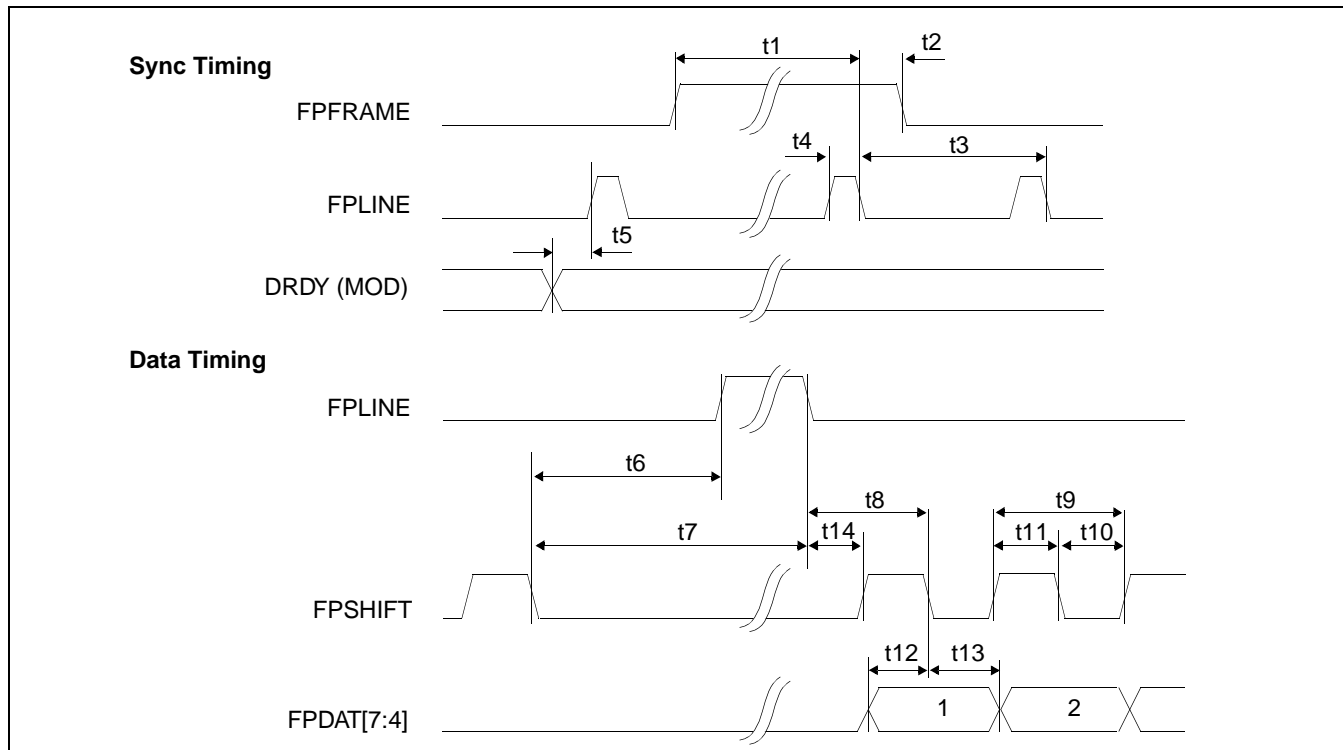 Sync Timing
t1
t2
FPFRAME
t4
t3
FPLINE
t5
DRDY (MOD)
Data Timing
FPLINE
t6
t8
t9
t7
t14
t11
t10
FPSHIFT
t12
t13
FPDAT[7:4]
1
2